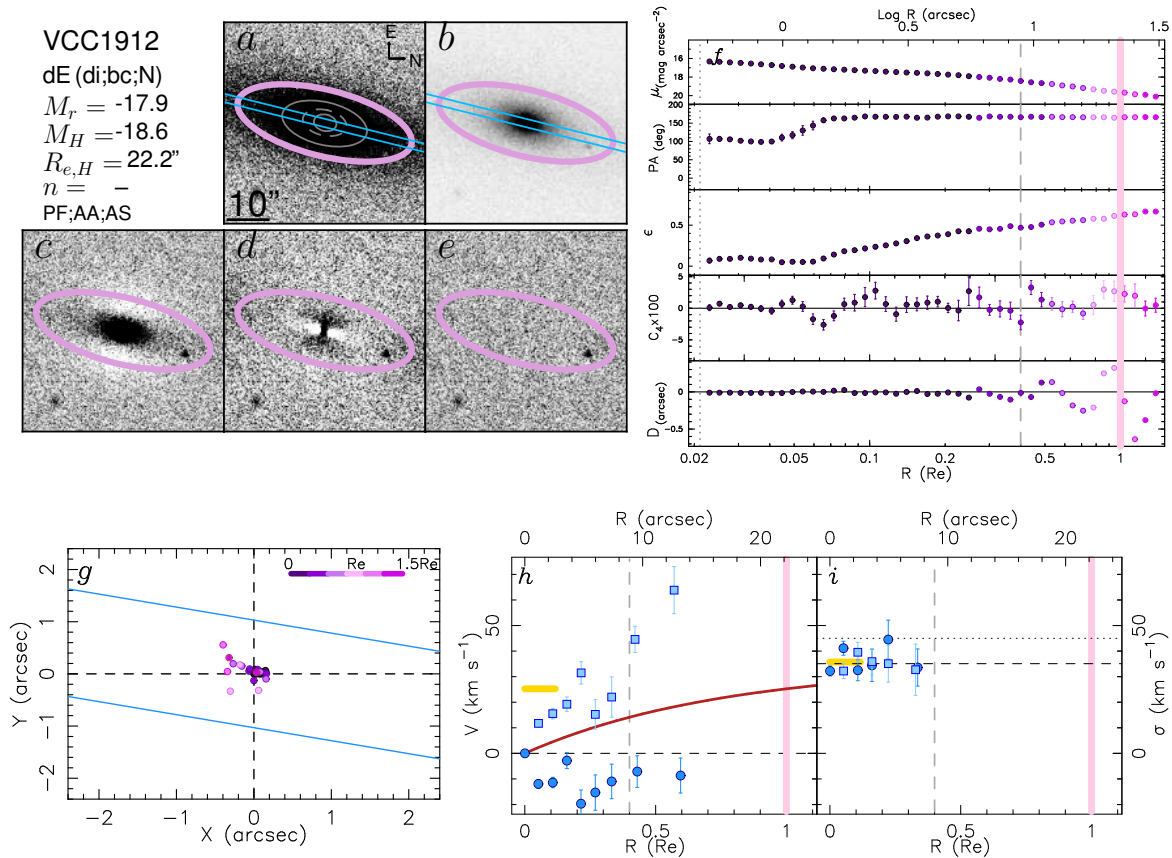 VCC1912
dE (di;bc;N)
M_r = -17.9
M_H = -18.6
R_{e,H} = 22.2”
n = –
PF;AA;AS
a
E
N
10”
b
c
d
e
Log R (arcsec)
0 0.5 1 1.5
f
μ(mag arcsec⁻²)
16
18
20
PA (deg)
200
150
100
50
0
ϵ
0.5
0
C₄x100
5
0
−5
D (arcsec)
0
−0.5
0.02 0.05 0.1 0.2 0.5 1
R (Re)
g
0 Re 1.5Re
Y (arcsec)
2
1
0
−1
−2
−2 −1 0 1 2
X (arcsec)
R (arcsec)
0 10 20
h
V (km s⁻¹)
50
0
0 0.5 1
R (Re)
R (arcsec)
0 10 20
i
σ (km s⁻¹)
50
0
0 0.5 1
R (Re)